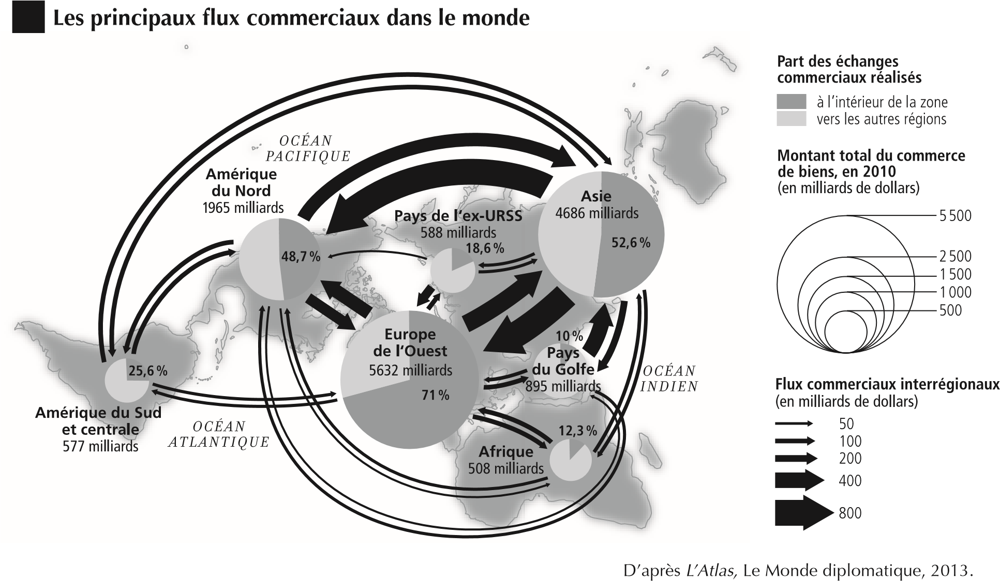 Les principaux flux commerciaux dans le monde
OCÉAN
PACIFIQUE
Amérique
du Nord
1965 milliards
48,7 %
Pays de l'ex-URSS
588 milliards
18,6 %
Asie
4686 milliards
52,6 %
Europe
de l'Ouest
5632 milliards
71 %
10 %
Pays
du Golfe
895 milliards
OCÉAN
INDIEN
25,6 %
Amérique du Sud
et centrale
577 milliards
OCÉAN
ATLANTIQUE
12,3 %
Afrique
508 milliards
Part des échanges
commerciaux réalisés
à l'intérieur de la zone
vers les autres régions
Montant total du commerce
de biens, en 2010
(en milliards de dollars)
5 500
2 500
1 500
1 000
500
Flux commerciaux interrégionaux
(en milliards de dollars)
50
100
200
400
800
D'après L'Atlas, Le Monde diplomatique, 2013.